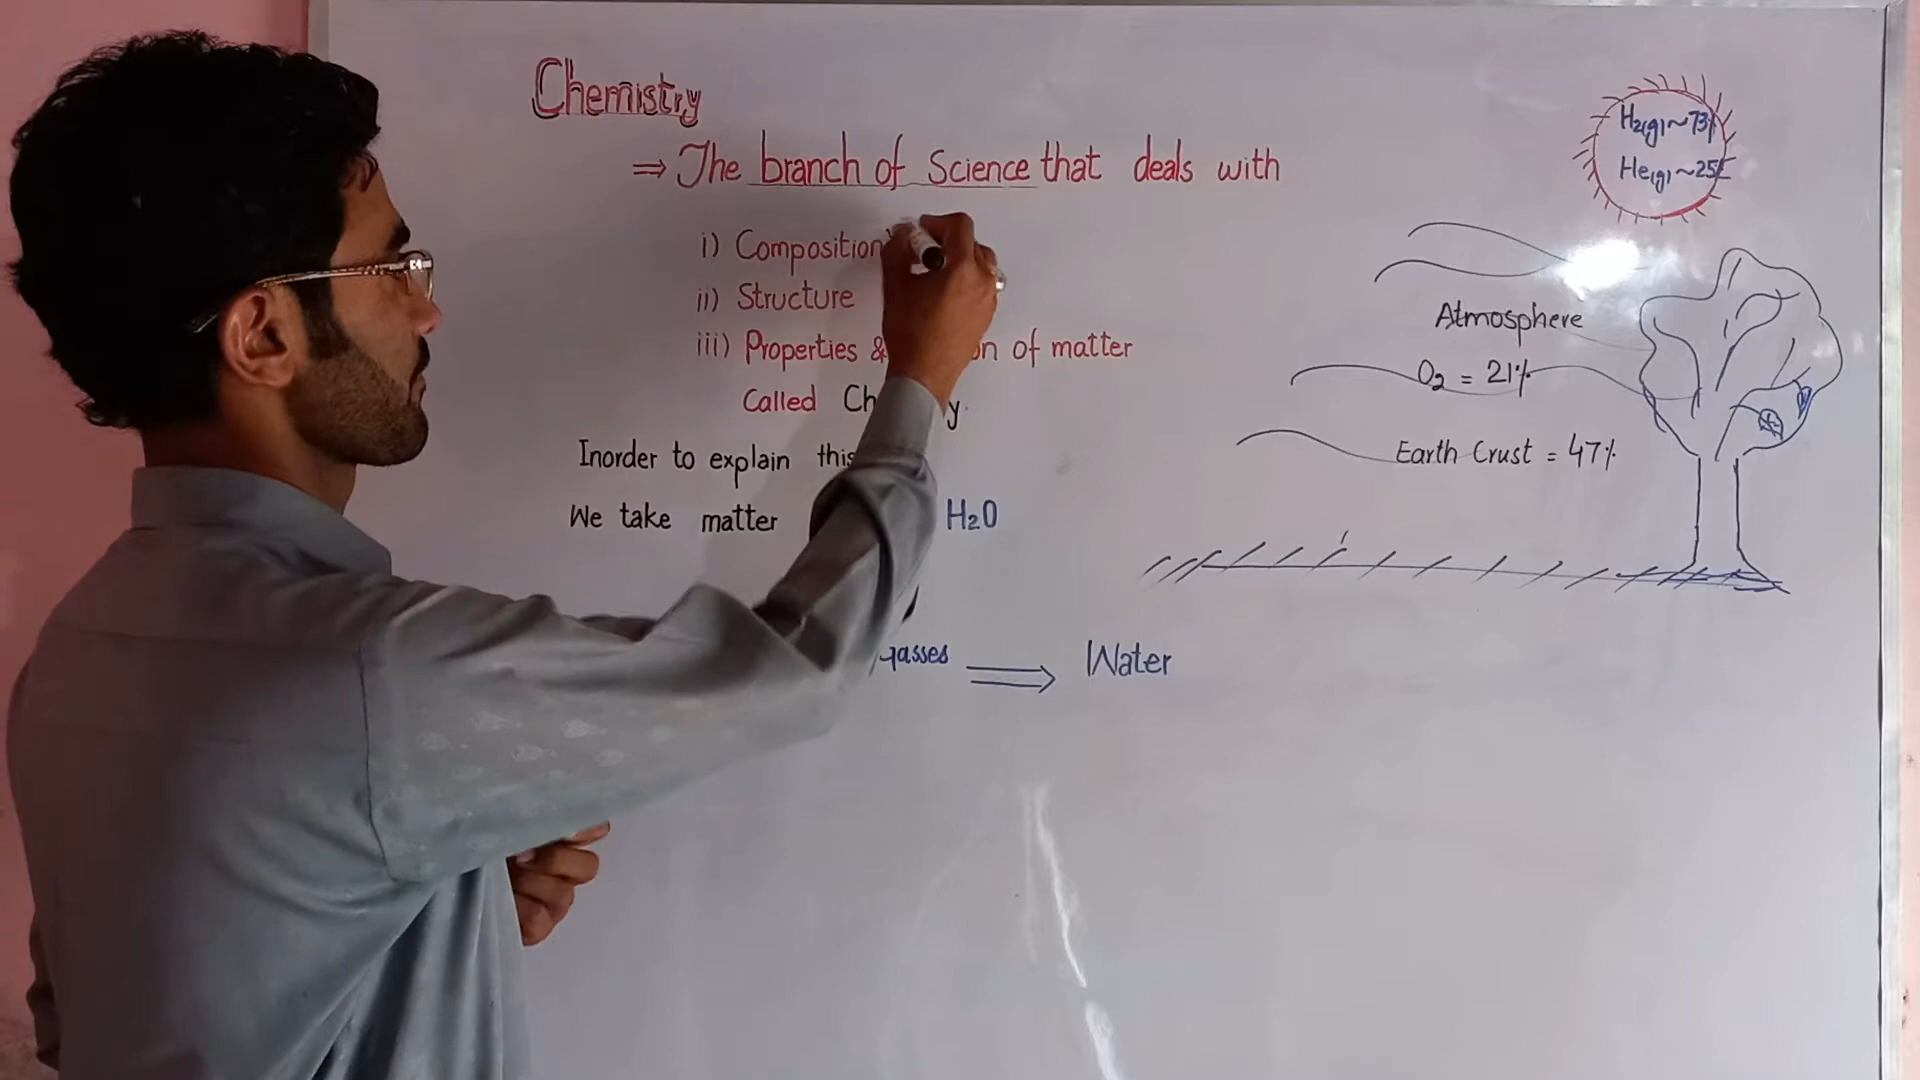 Chemistry
⇒ The branch of Science that deals with
i) Composition
ii) Structure
iii) Properties & of matter
Called
Inorder to explain this
We take matter H2O
gasses ⟹ Water
H2(g) ~ 73%
He(g) ~ 25%
Atmosphere
O2 = 21%
Earth Crust = 47%